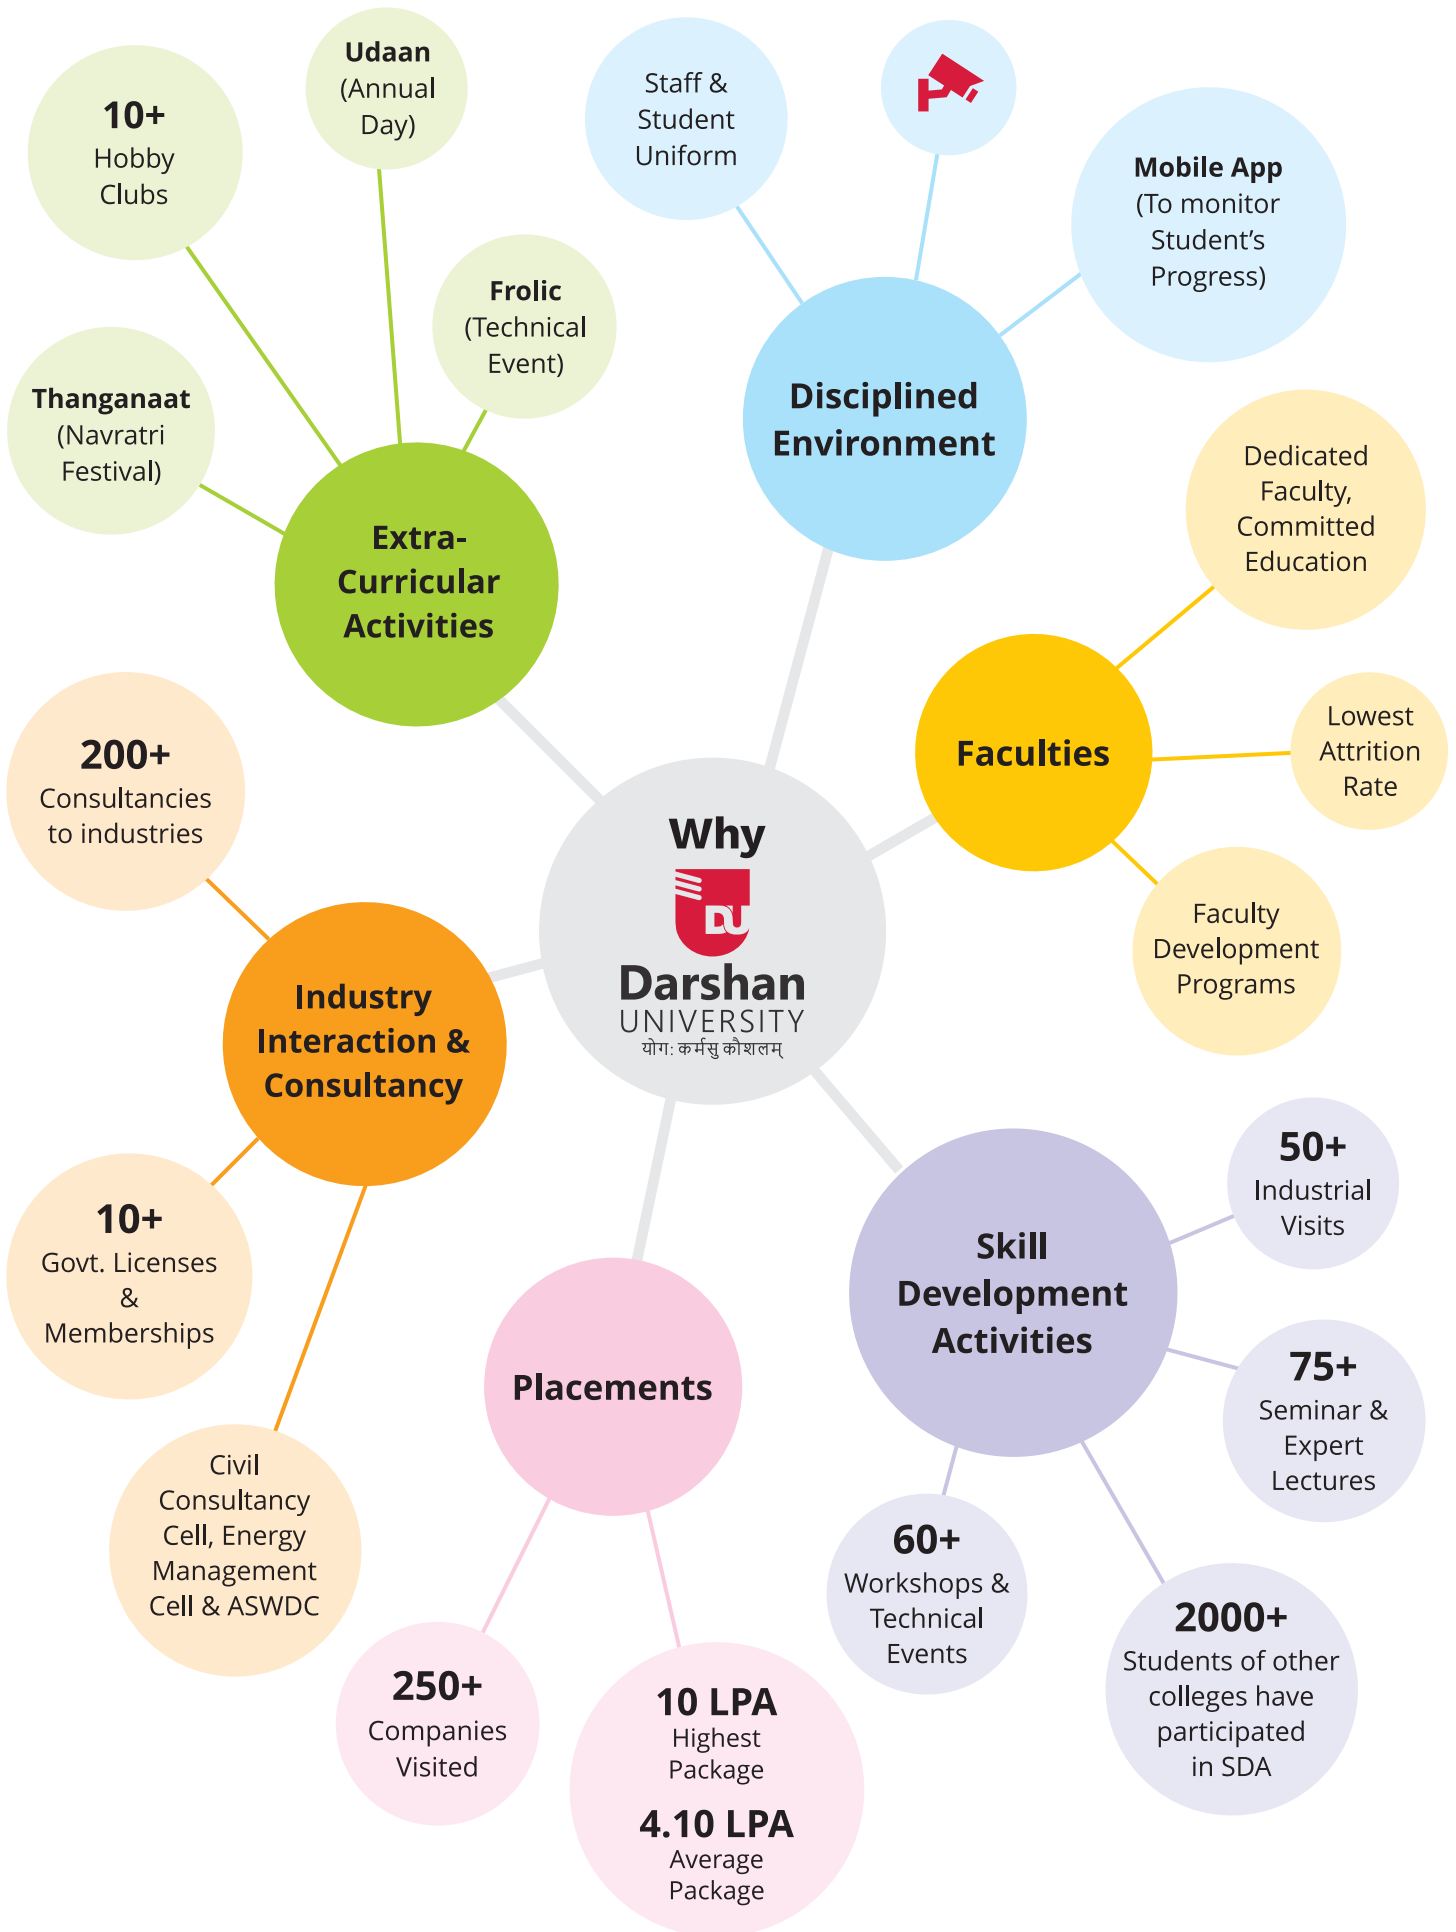 Why
DU
Darshan
UNIVERSITY
योग: कर्मसु कौशलम्
Extra-
Curricular
Activities
Thanganaat
(Navratri
Festival)
10+
Hobby
Clubs
Udaan
(Annual
Day)
Frolic
(Technical
Event)
Disciplined
Environment
Staff &
Student
Uniform
Mobile App
(To monitor
Student’s
Progress)
Faculties
Dedicated
Faculty,
Committed
Education
Lowest
Attrition
Rate
Faculty
Development
Programs
Skill
Development
Activities
50+
Industrial
Visits
75+
Seminar &
Expert
Lectures
2000+
Students of other
colleges have
participated
in SDA
60+
Workshops &
Technical
Events
Placements
10 LPA
Highest
Package
4.10 LPA
Average
Package
250+
Companies
Visited
Industry
Interaction &
Consultancy
200+
Consultancies
to industries
10+
Govt. Licenses
&
Memberships
Civil
Consultancy
Cell, Energy
Management
Cell & ASWDC